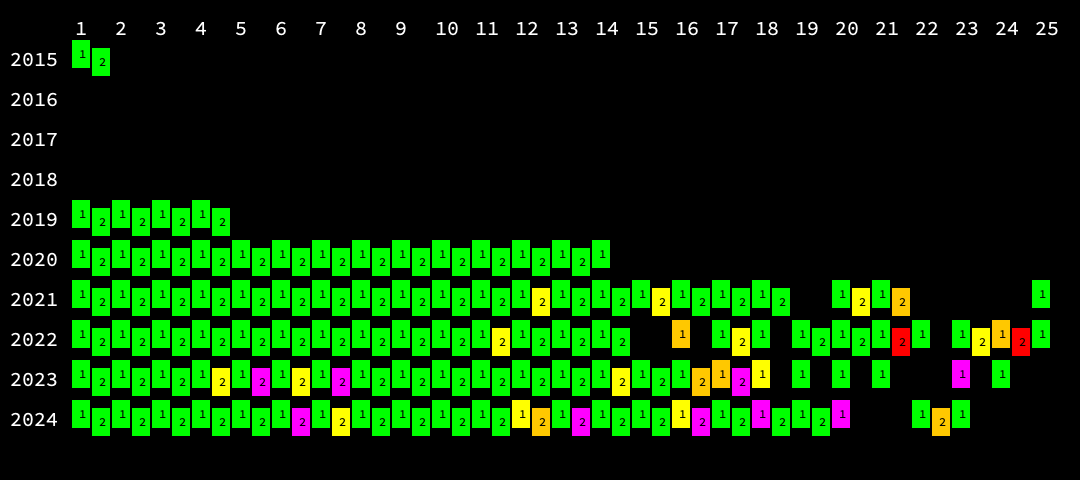 1 2 3 4 5 6 7 8 9 10 11 12 13 14 15 16 17 18 19 20 21 22 23 24 25
2015 1 2
2016
2017
2018
2019 1 2 1 2 1 2 1 2
2020 1 2 1 2 1 2 1 2 1 2 1 2 1 2 1 2 1 2 1 2 1 2 1 2 1 2 1
2021 1 2 1 2 1 2 1 2 1 2 1 2 1 2 1 2 1 2 1 2 1 2 1 2 1 2 1 2 1 2 1 2 1 2 1 2 1 2 1 2 1
2022 1 2 1 2 1 2 1 2 1 2 1 2 1 2 1 2 1 2 1 2 1 2 1 2 1 2 1 2 1 1 2 1 1 2 1 2 1 2 1 1 2 1 2 1
2023 1 2 1 2 1 2 1 2 1 2 1 2 1 2 1 2 1 2 1 2 1 2 1 2 1 2 1 2 1 2 1 2 1 2 1 1 1 1 1 1
2024 1 2 1 2 1 2 1 2 1 2 1 2 1 2 1 2 1 2 1 2 1 2 1 2 1 2 1 2 1 2 1 2 1 2 1 2 1 2 1 1 2 1